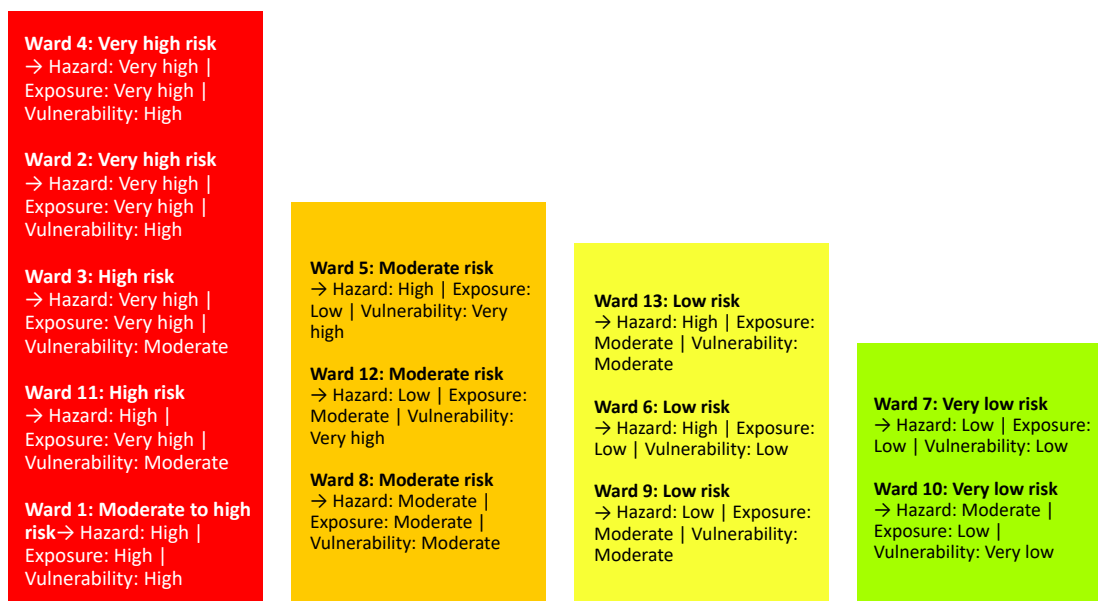 Ward 4: Very high risk
→ Hazard: Very high |
Exposure: Very high |
Vulnerability: High
Ward 2: Very high risk
→ Hazard: Very high |
Exposure: Very high |
Vulnerability: High
Ward 3: High risk
→ Hazard: Very high |
Exposure: Very high |
Vulnerability: Moderate
Ward 11: High risk
→ Hazard: High |
Exposure: Very high |
Vulnerability: Moderate
Ward 1: Moderate to high
risk→ Hazard: High |
Exposure: High |
Vulnerability: High
Ward 5: Moderate risk
→ Hazard: High | Exposure:
Low | Vulnerability: Very
high
Ward 12: Moderate risk
→ Hazard: Low | Exposure:
Moderate | Vulnerability:
Very high
Ward 8: Moderate risk
→ Hazard: Moderate |
Exposure: Moderate |
Vulnerability: Moderate
Ward 13: Low risk
→ Hazard: High | Exposure:
Moderate | Vulnerability:
Moderate
Ward 6: Low risk
→ Hazard: High | Exposure:
Low | Vulnerability: Low
Ward 9: Low risk
→ Hazard: Low | Exposure:
Moderate | Vulnerability:
Moderate
Ward 7: Very low risk
→ Hazard: Low | Exposure:
Low | Vulnerability: Low
Ward 10: Very low risk
→ Hazard: Moderate |
Exposure: Low |
Vulnerability: Very low